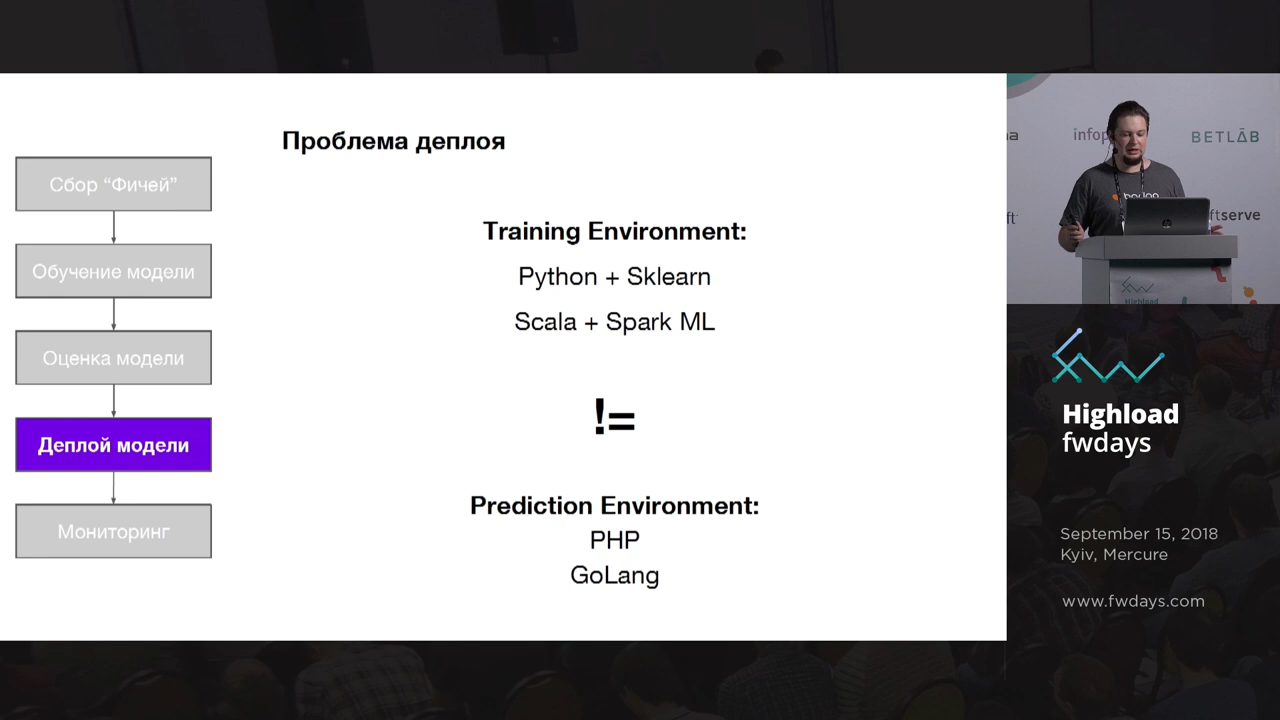 Проблема деплоя
Сбор “Фичей”
Обучение модели
Оценка модели
Деплой модели
Мониторинг
Training Environment:
Python + Sklearn
Scala + Spark ML
!=
Prediction Environment:
PHP
GoLang
BETLAB
ftserve
Highload
Highload
fwdays
September 15, 2018
Kyiv, Mercure
www.fwdays.com